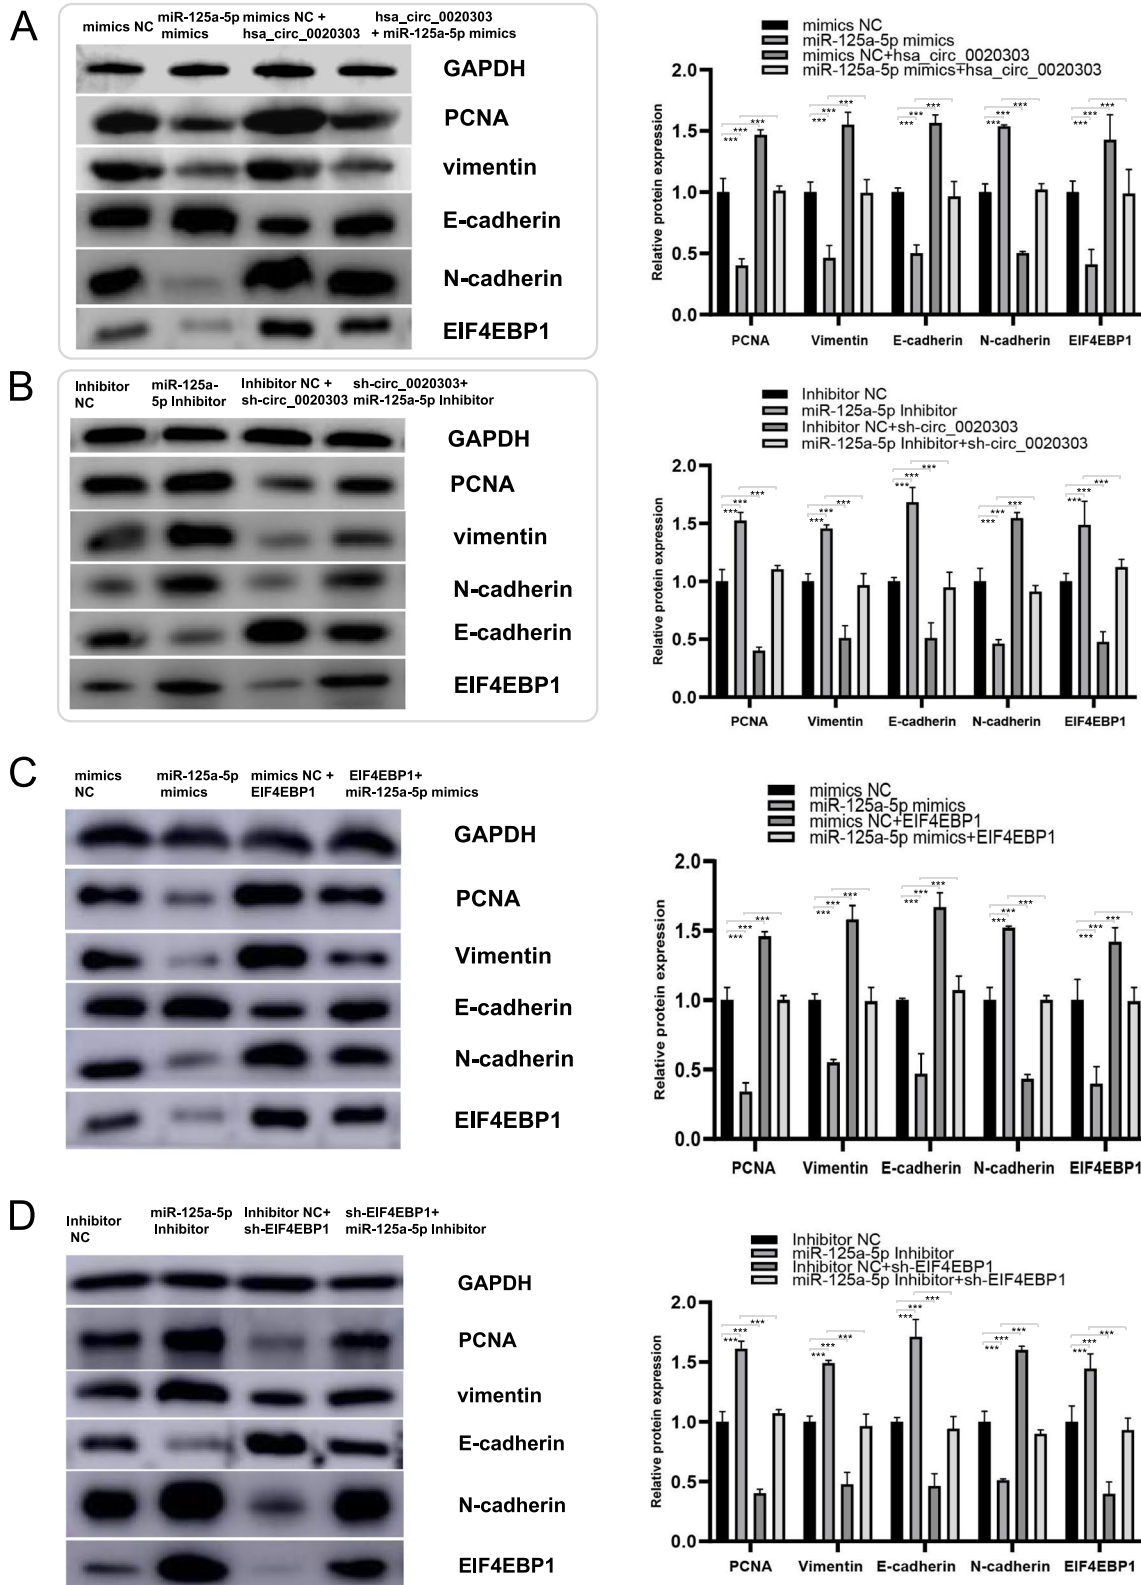 A
mimics NC
miR-125a-5p mimics
mimics NC + hsa_circ_0020303
hsa_circ_0020303 + miR-125a-5p mimics
GAPDH
PCNA
vimentin
E-cadherin
N-cadherin
EIF4EBP1
mimics NC
miR-125a-5p mimics
mimics NC+hsa_circ_0020303
miR-125a-5p mimics+hsa_circ_0020303
Relative protein expression
2.0
1.5
1.0
0.5
0.0
*** *** *** *** *** *** *** *** *** *** *** *** *** *** ***
PCNA Vimentin E-cadherin N-cadherin EIF4EBP1
B
Inhibitor NC
miR-125a-5p Inhibitor
Inhibitor NC + sh-circ_0020303
sh-circ_0020303+ miR-125a-5p Inhibitor
GAPDH
PCNA
vimentin
N-cadherin
E-cadherin
EIF4EBP1
Inhibitor NC
miR-125a-5p Inhibitor
Inhibitor NC+sh-circ_0020303
miR-125a-5p Inhibitor+sh-circ_0020303
Relative protein expression
2.0
1.5
1.0
0.5
0.0
*** *** *** *** *** *** *** *** *** *** *** *** *** *** ***
PCNA Vimentin E-cadherin N-cadherin EIF4EBP1
C
mimics NC
miR-125a-5p mimics
mimics NC + EIF4EBP1
EIF4EBP1+ miR-125a-5p mimics
GAPDH
PCNA
Vimentin
E-cadherin
N-cadherin
EIF4EBP1
mimics NC
miR-125a-5p mimics
mimics NC+EIF4EBP1
miR-125a-5p mimics+EIF4EBP1
Relative protein expression
2.0
1.5
1.0
0.5
0.0
*** *** *** *** *** *** *** *** *** *** *** *** *** *** ***
PCNA Vimentin E-cadherin N-cadherin EIF4EBP1
D
Inhibitor NC
miR-125a-5p Inhibitor
Inhibitor NC+ sh-EIF4EBP1
sh-EIF4EBP1+ miR-125a-5p Inhibitor
GAPDH
PCNA
vimentin
E-cadherin
N-cadherin
EIF4EBP1
Inhibitor NC
miR-125a-5p Inhibitor
Inhibitor NC+sh-EIF4EBP1
miR-125a-5p Inhibitor+sh-EIF4EBP1
Relative protein expression
2.0
1.5
1.0
0.5
0.0
*** *** *** *** *** *** *** *** *** *** *** *** *** *** ***
PCNA Vimentin E-cadherin N-cadherin EIF4EBP1